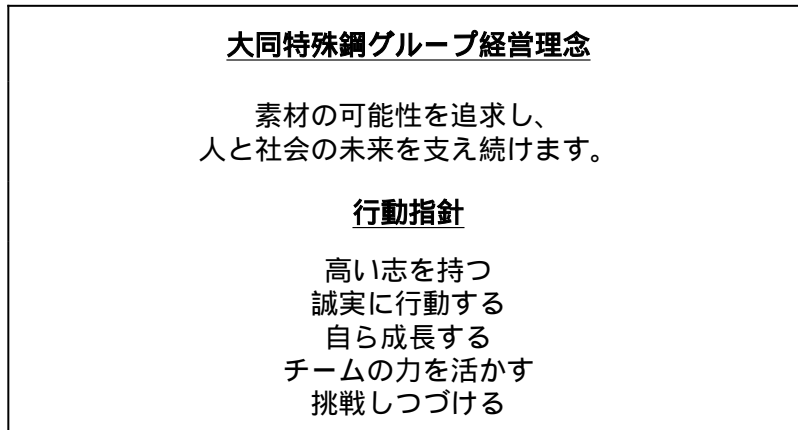 大同特殊鋼グループ経営理念
素材の可能性を追求し、
人と社会の未来を支え続けます。
行動指針
高い志を持つ
誠実に行動する
自ら成長する
チームの力を活かす
挑戦しつづける